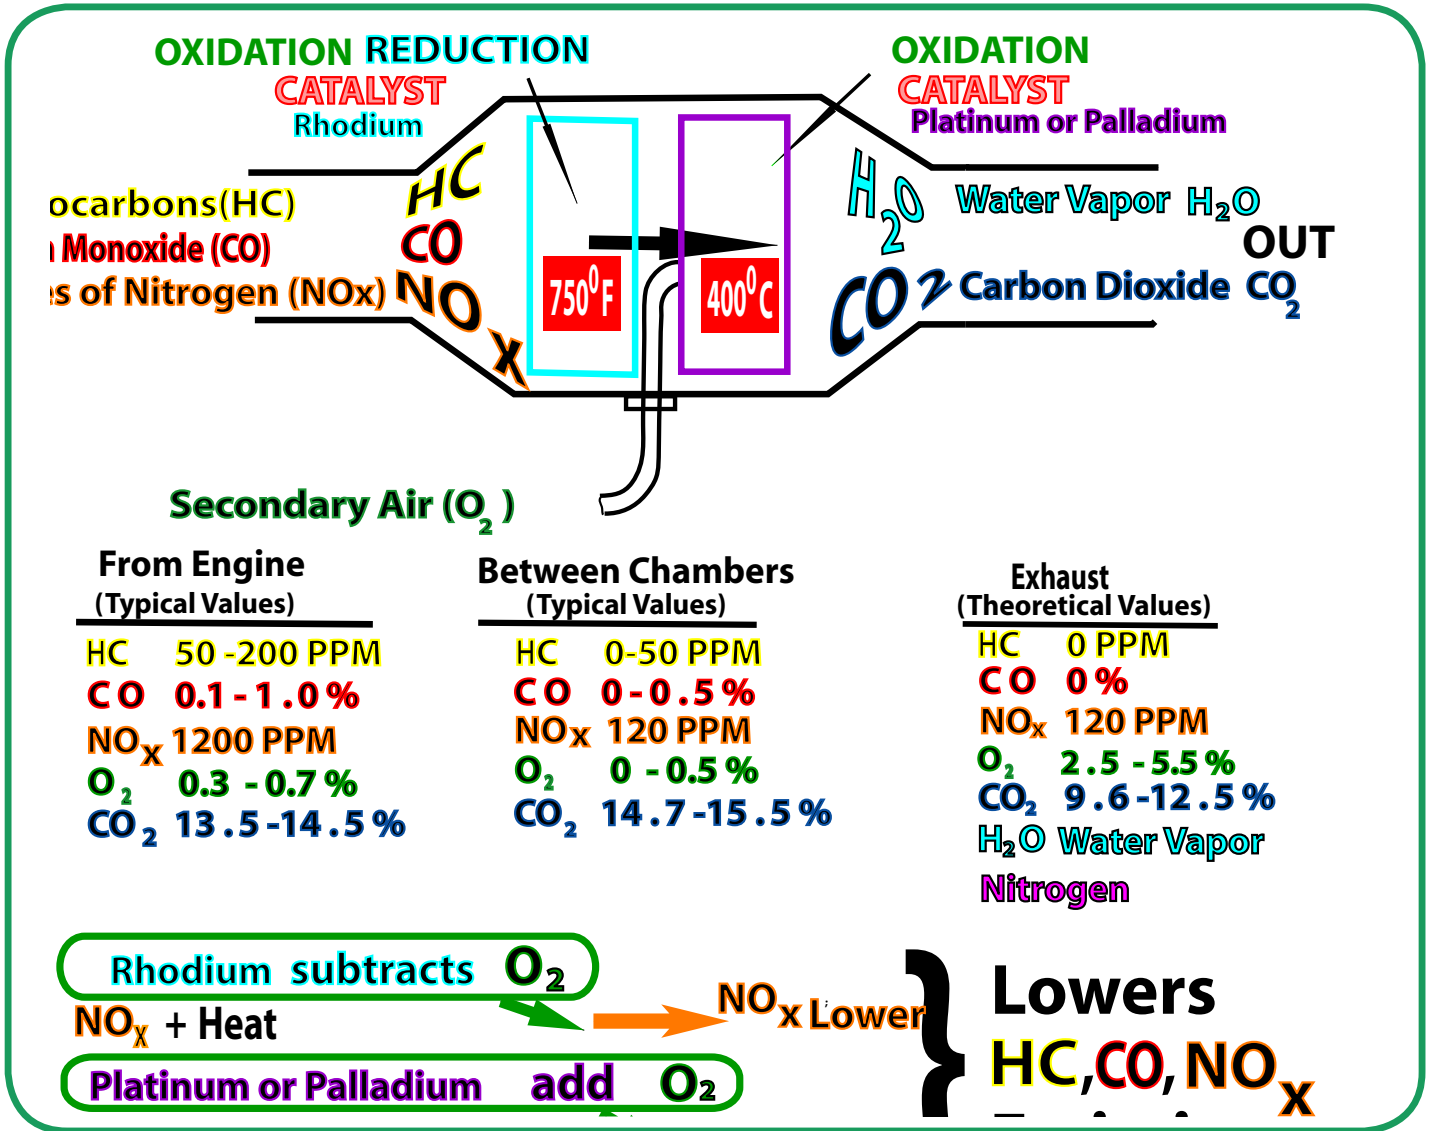 OXIDATION REDUCTION
CATALYST
Rhodium
OXIDATION
CATALYST
Platinum or Palladium
ocarbons(HC)
Monoxide (CO)
es of Nitrogen (NOx)
HC
CO
NOX
750⁰F
400⁰C
H₂O
CO₂
Water Vapor H₂O
OUT
Carbon Dioxide CO₂
Secondary Air (O₂)
From Engine
(Typical Values)
HC 50 -200 PPM
CO 0.1 - 1.0 %
NOx 1200 PPM
O₂ 0.3 - 0.7 %
CO₂ 13.5 -14.5 %
Between Chambers
(Typical Values)
HC 0-50 PPM
CO 0 - 0.5 %
NOx 120 PPM
O₂ 0 - 0.5 %
CO₂ 14.7 -15.5 %
Exhaust
(Theoretical Values)
HC 0 PPM
CO 0 %
NOx 120 PPM
O₂ 2.5 - 5.5 %
CO₂ 9.6 -12.5 %
H₂O Water Vapor
Nitrogen
Rhodium subtracts O₂
NOx + Heat
NOx Lower
Platinum or Palladium add O₂
Lowers
HC, CO, NOx